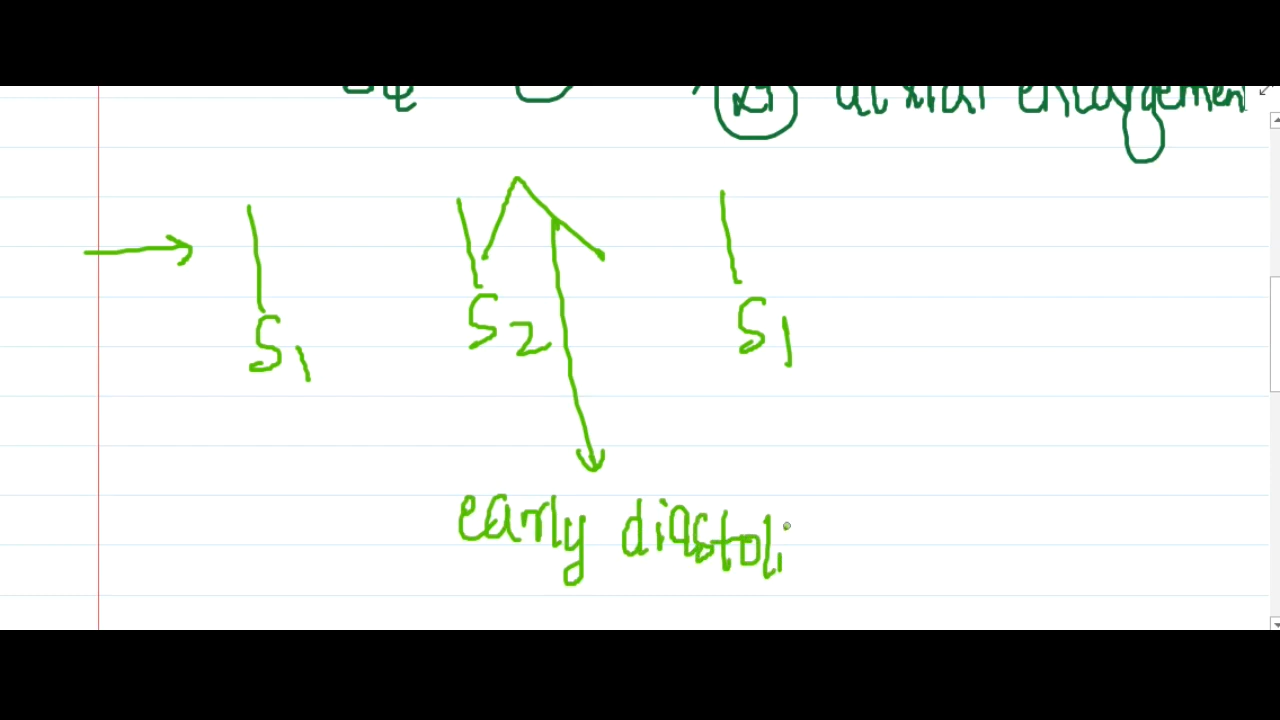 atrial enlargement
S1 S2 S1
early diastoli